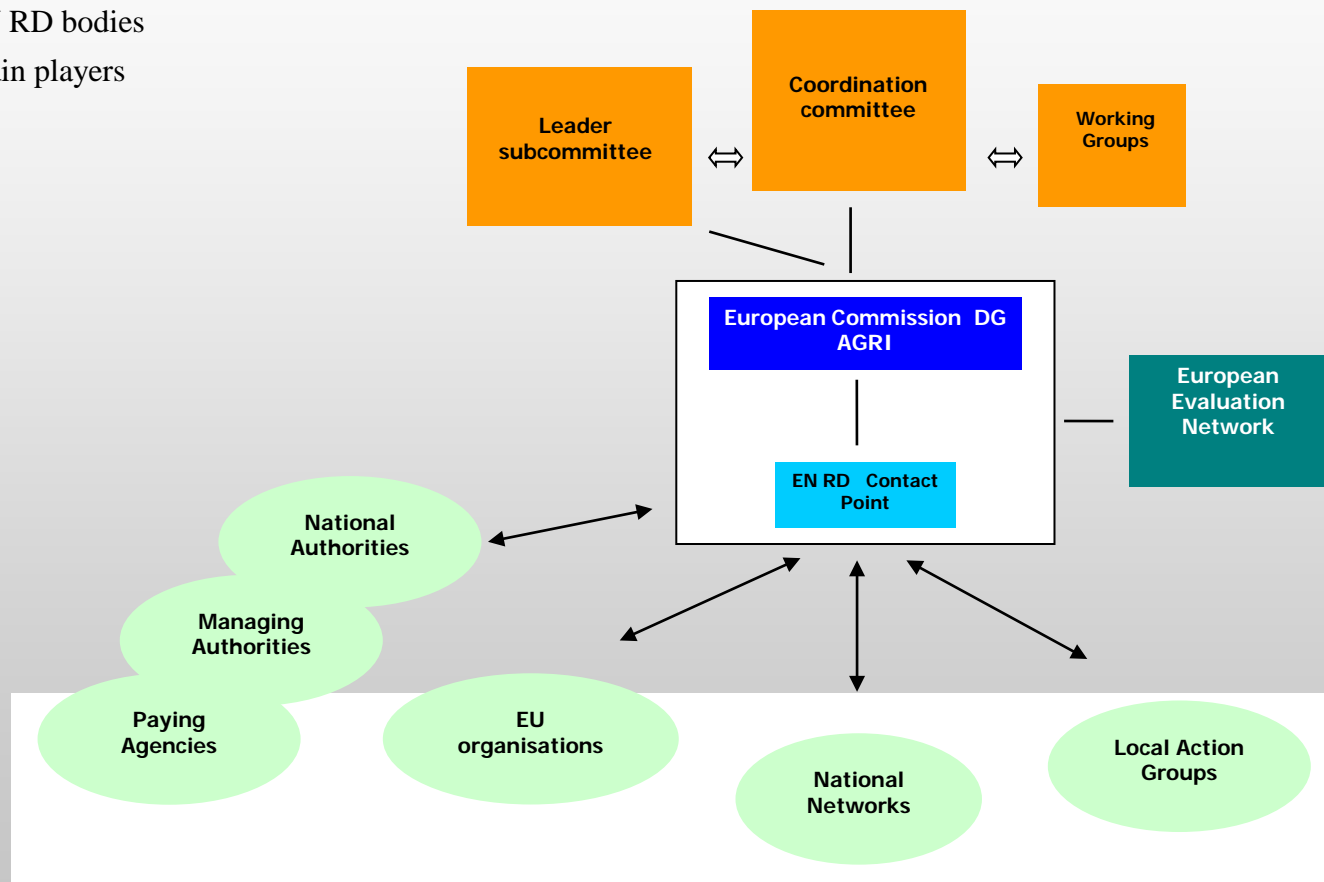 RD bodies
players
Coordination
committee
Leader
subcommittee
Working
Groups
European Commission DG
AGRI
European
Evaluation
Network
EN RD Contact
Point
National
Authorities
Managing
Authorities
Paying
Agencies
EU
organisations
National
Networks
Local Action
Groups